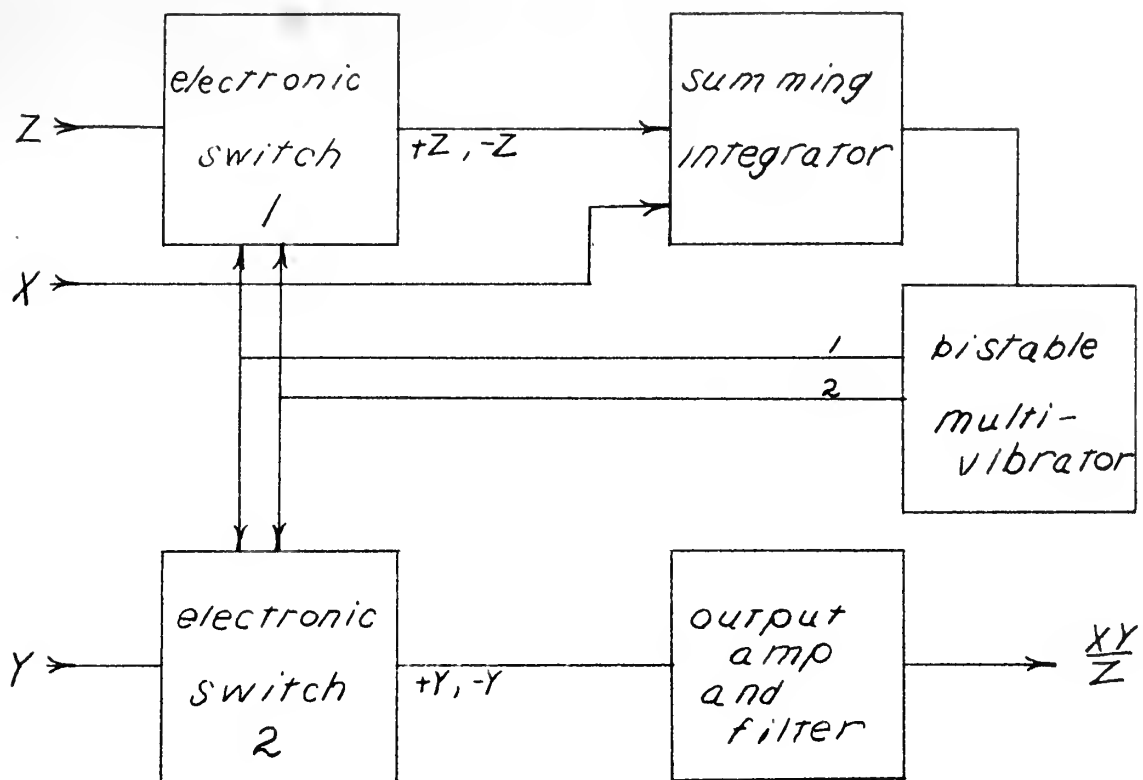 electronic
switch
1
Z
+Z, -Z
summing
integrator
X
1
2
bistable
multi-
vibrator
electronic
switch
2
Y
+Y, -Y
output
amp
and
filter
XY
Z